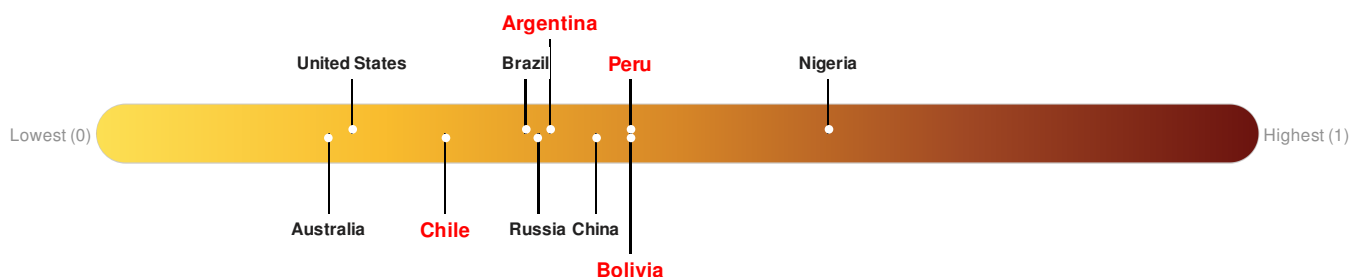 Argentina
United States
Brazil
Peru
Nigeria
Lowest (0)
Highest (1)
Australia
Chile
Russia
China
Bolivia